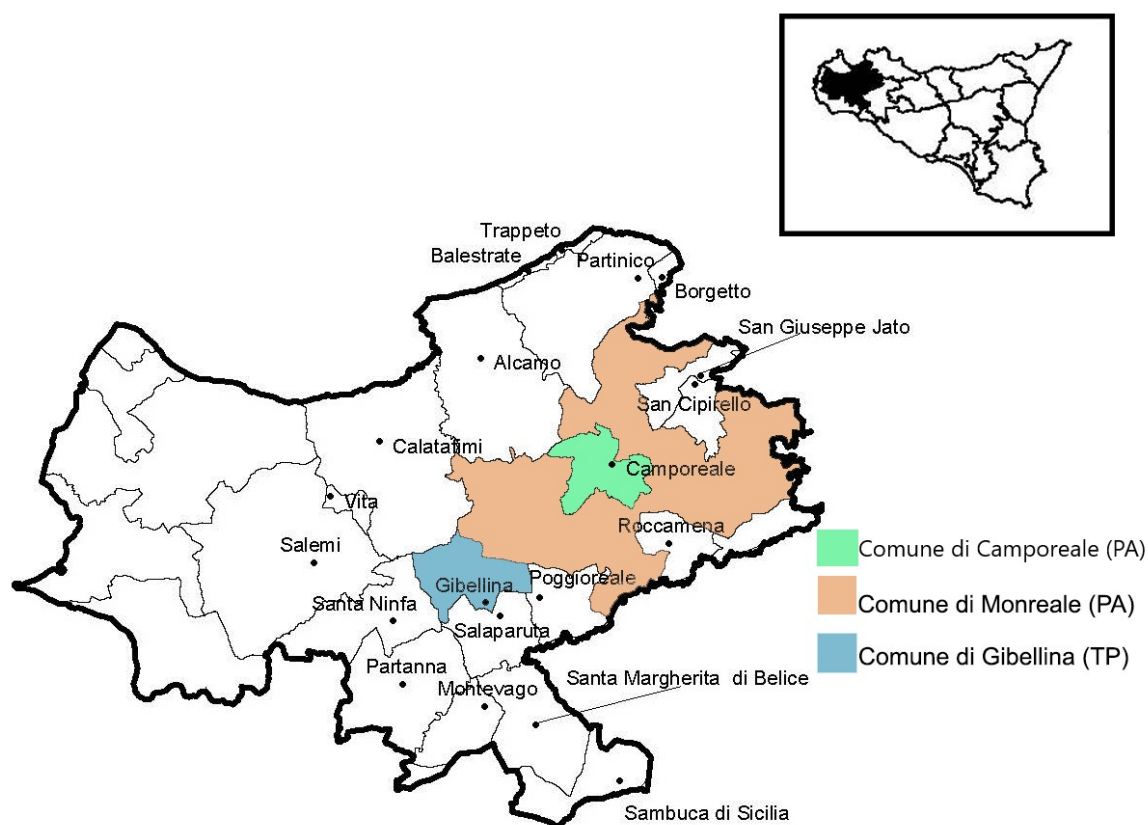 Trappeto
Balestrate
Partinico
Borgetto
San Giuseppe Jato
Alcamo
San Cipirello
Calatafimi
Camporeale
Vita
Roccamena
Salemi
Comune di Camporeale (PA)
Gibellina
Poggioreale
Santa Ninfa
Comune di Monreale (PA)
Salaparuta
Comune di Gibellina (TP)
Partanna
Santa Margherita di Belice
Montevago
Sambuca di Sicilia